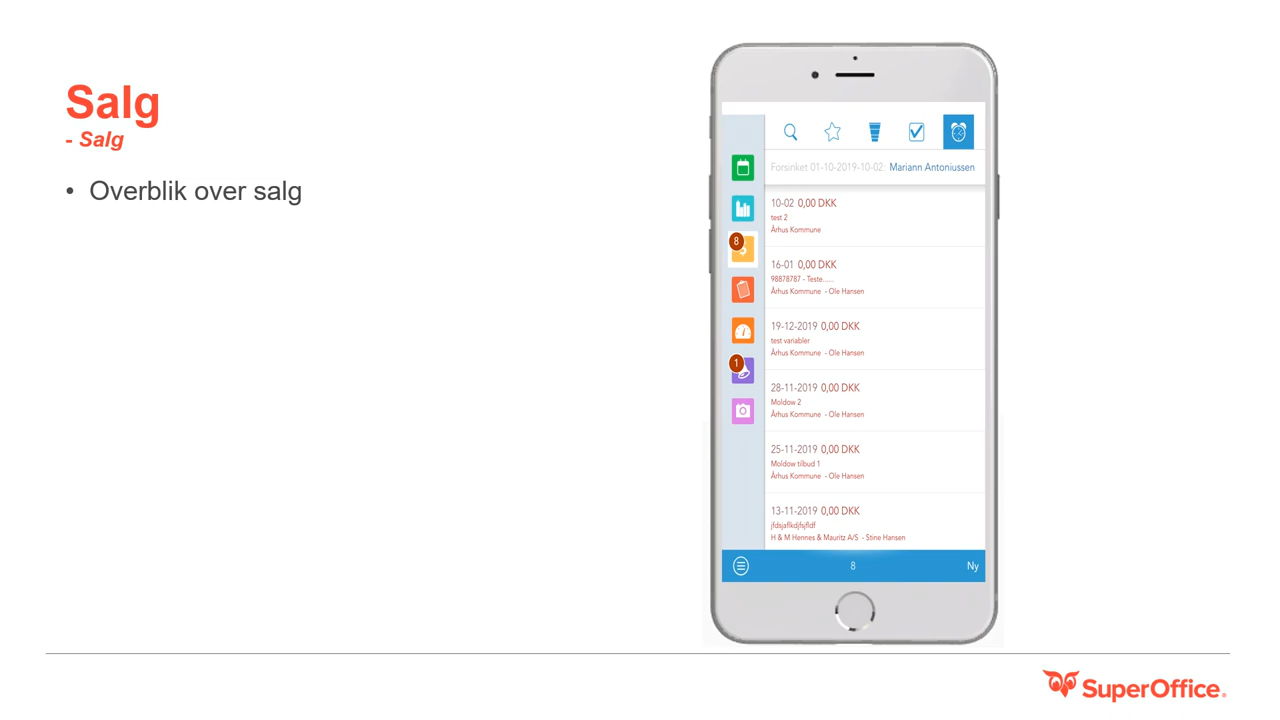 Salg
- Salg
• Overblik over salg
Forsinket 01-10-2019-10-02: Mariann Antoniussen
10-02 0,00 DKK
test 2
Århus Kommune
16-01 0,00 DKK
98878787 - Teste......
Århus Kommune - Ole Hansen
19-12-2019 0,00 DKK
test variabler
Århus Kommune - Ole Hansen
28-11-2019 0,00 DKK
Moldow 2
Århus Kommune - Ole Hansen
25-11-2019 0,00 DKK
Moldow tilbud 1
Århus Kommune - Ole Hansen
13-11-2019 0,00 DKK
jfdsjaflkdjfsjfldf
H & M Hennes & Mauritz A/S - Stine Hansen
8
1
8
Ny
SuperOffice.